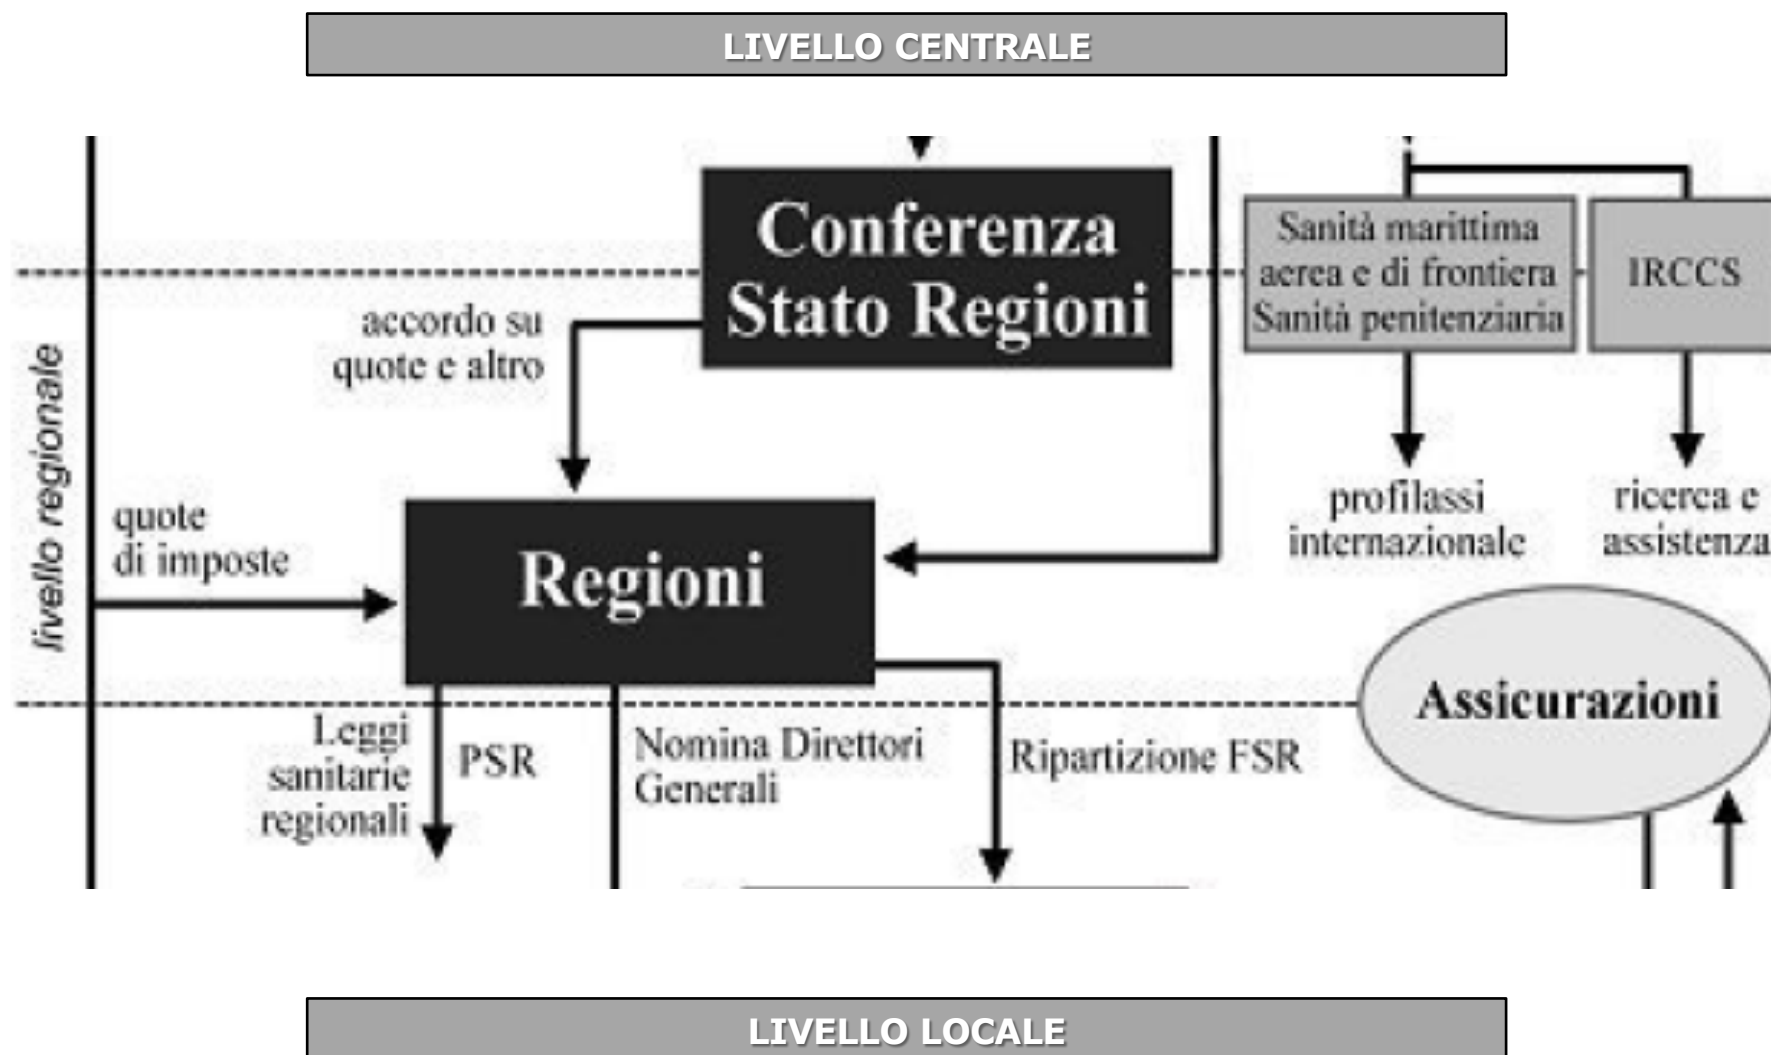 LIVELLO CENTRALE
Conferenza
Stato Regioni
Sanità marittima
aerea e di frontiera
Sanità penitenziaria
IRCCS
accordo su
quote e altro
livello regionale
quote
di imposte
Regioni
profilassi
internazionale
ricerca e
assistenza
Assicurazioni
Leggi
sanitarie
regionali
PSR
Nomina Direttori
Generali
Ripartizione FSR
LIVELLO LOCALE